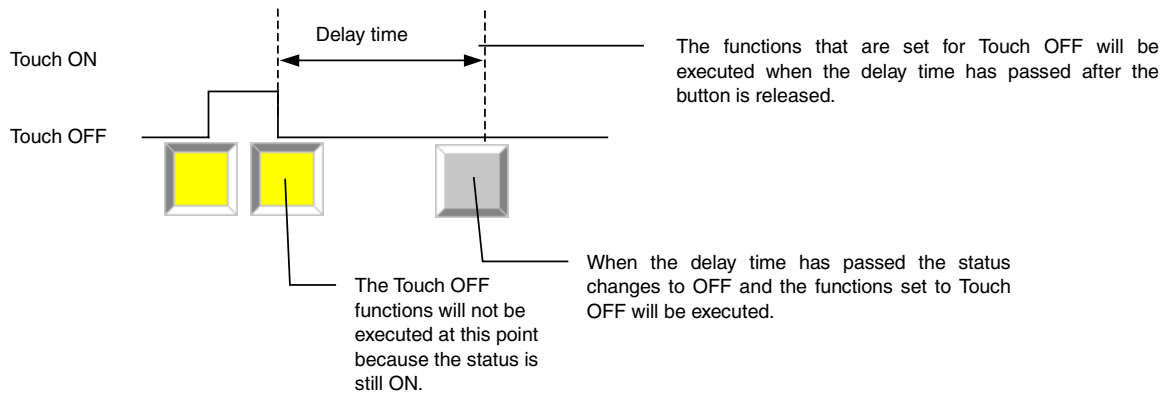 Delay time
Touch ON
The functions that are set for Touch OFF will be
executed when the delay time has passed after the
button is released.
Touch OFF
When the delay time has passed the status
changes to OFF and the functions set to Touch
OFF will be executed.
The Touch OFF
functions will not be
executed at this point
because the status is
still ON.